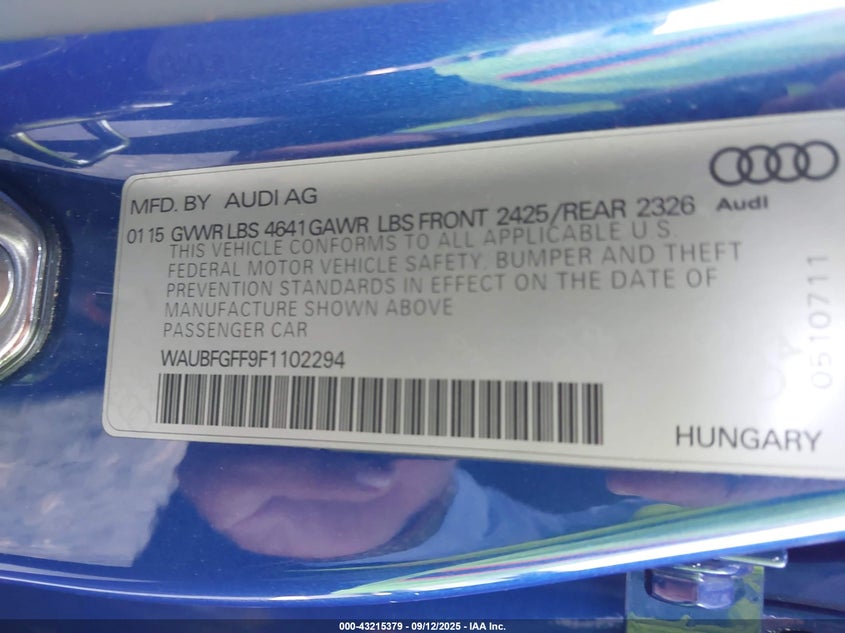 MFD. BY AUDI AG
Audi
01 15 GVWR LBS 4641 GAWR LBS FRONT 2425/REAR 2326
THIS VEHICLE CONFORMS TO ALL APPLICABLE U.S.
FEDERAL MOTOR VEHICLE SAFETY, BUMPER AND THEFT
PREVENTION STANDARDS IN EFFECT ON THE DATE OF
MANUFACTURE SHOWN ABOVE
PASSENGER CAR
WAUBFGFF9F1102294
HUNGARY
0510711
000-43215379 - 09/12/2025 - IAA Inc.